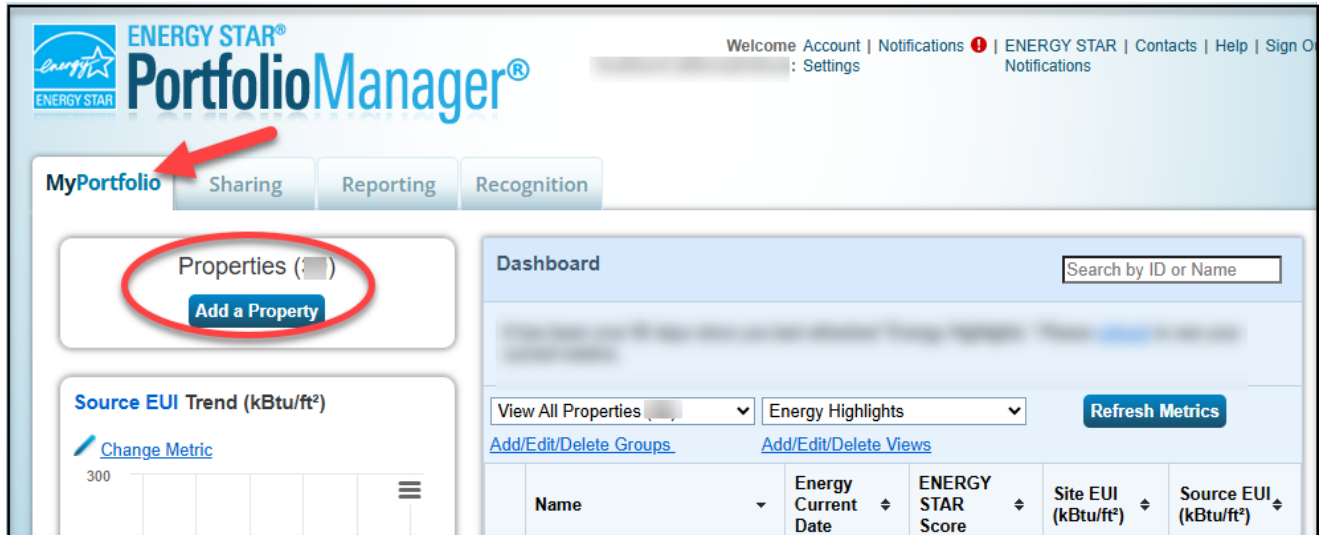 ENERGY STAR®
PortfolioManager®
energy
ENERGY STAR
Welcome Account | Notifications | ENERGY STAR | Contacts | Help | Sign
: Settings Notifications
MyPortfolio Sharing Reporting Recognition
Properties ( )
Add a Property
Source EUI Trend (kBtu/ft²)
Change Metric
300
Dashboard
Search by ID or Name
View All Properties
Energy Highlights
Refresh Metrics
Add/Edit/Delete Groups
Add/Edit/Delete Views
Name
Energy
Current
Date
ENERGY
STAR
Score
Site EUI
(kBtu/ft²)
Source EUI
(kBtu/ft²)